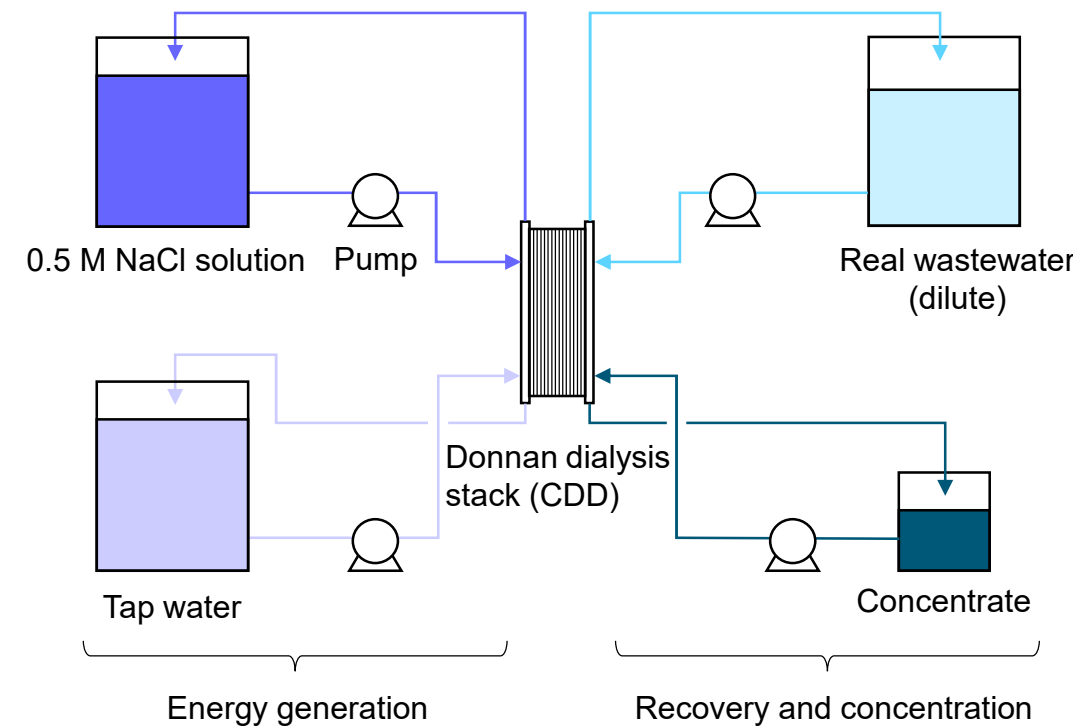 0.5 M NaCl solution
Pump
Real wastewater
(dilute)
Donnan dialysis
stack (CDD)
Tap water
Concentrate
Energy generation
Recovery and concentration